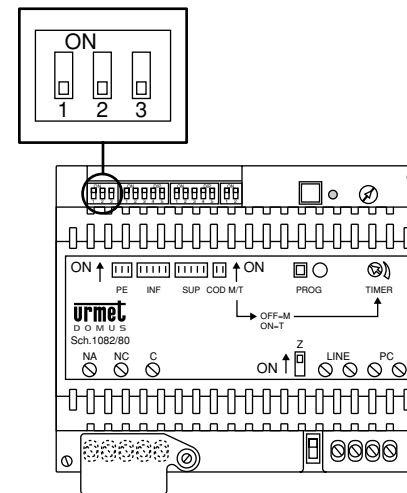 ON
1 2 3
ON ON
PE INF SUP COD M/T PROG TIMER
OFF=M
ON=T
urmet
DOMUS
Sch.1082/80
NA NC C Z LINE PC
ON